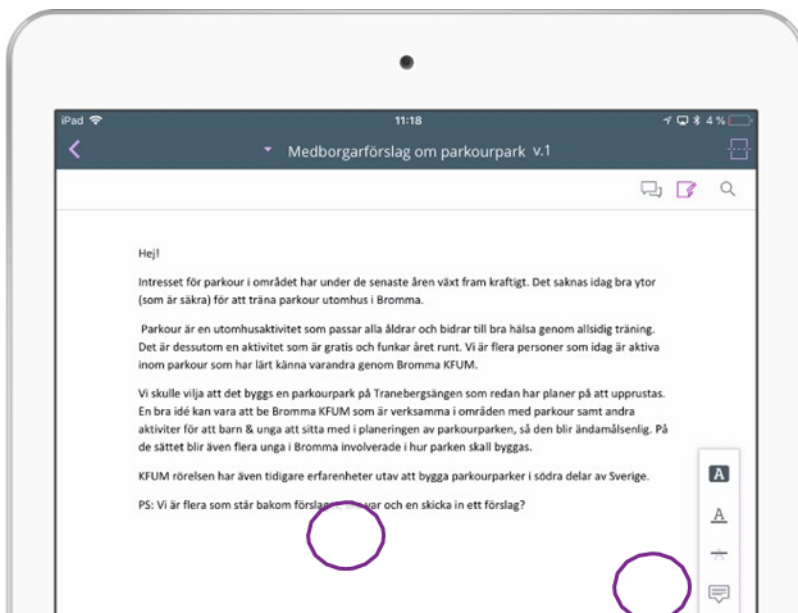 iPad 11:18 4 %
Medborgarförslag om parkourpark v.1
Hej!
Intresset för parkour i området har under de senaste åren växt fram kraftigt. Det saknas idag bra ytor
(som är säkra) för att träna parkour utomhus i Bromma.
Parkour är en utomhusaktivitet som passar alla åldrar och bidrar till bra hälsa genom allsidig träning.
Det är dessutom en aktivitet som är gratis och funkar året runt. Vi är flera personer som idag är aktiva
inom parkour som har lärt känna varandra genom Bromma KFUM.
Vi skulle vilja att det byggs en parkourpark på Tranebergsängen som redan har planer på att upprustas.
En bra idé kan vara att be Bromma KFUM som är verksamma i områden med parkour samt andra
aktiviter för att barn & unga att sitta med i planeringen av parkourparken, så den blir ändamålsenlig. På
de sättet blir även flera unga i Bromma involverade i hur parken skall byggas.
KFUM rörelsen har även tidigare erfarenheter utav att bygga parkourparker i södra delar av Sverige.
PS: Vi är flera som står bakom var och en skicka in ett förslag?
A
A
A